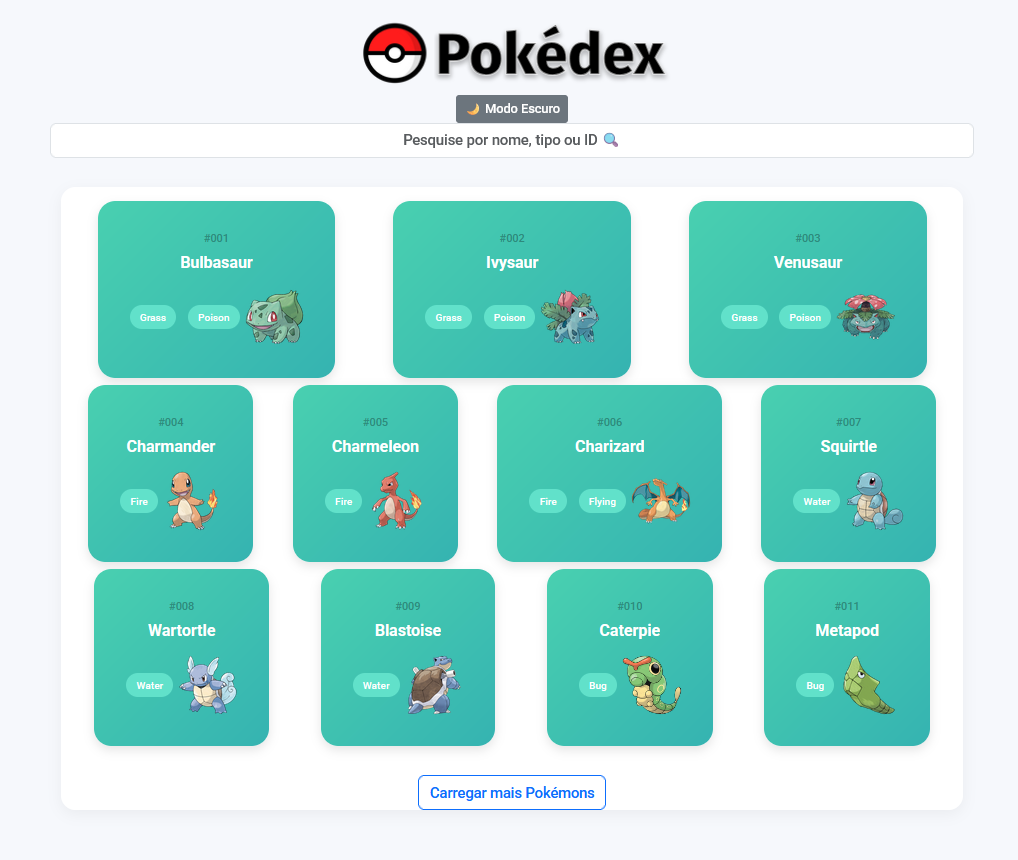 Pokédex
🌙 Modo Escuro
Pesquise por nome, tipo ou ID 🔍
#001
Bulbasaur
Grass Poison
#002
Ivysaur
Grass Poison
#003
Venusaur
Grass Poison
#004
Charmander
Fire
#005
Charmeleon
Fire
#006
Charizard
Fire Flying
#007
Squirtle
Water
#008
Wartortle
Water
#009
Blastoise
Water
#010
Caterpie
Bug
#011
Metapod
Bug
Carregar mais Pokémons